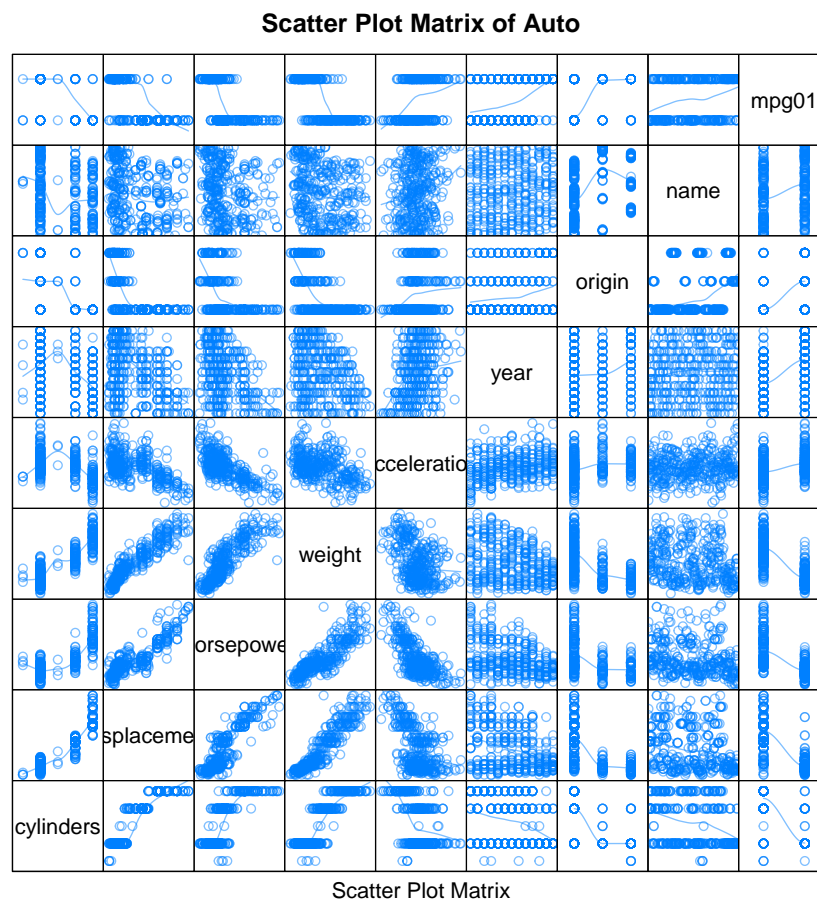 Scatter Plot Matrix of Auto
mpg01
name
origin
year
cceleratio
weight
orsepowe
splaceme
cylinders
Scatter Plot Matrix